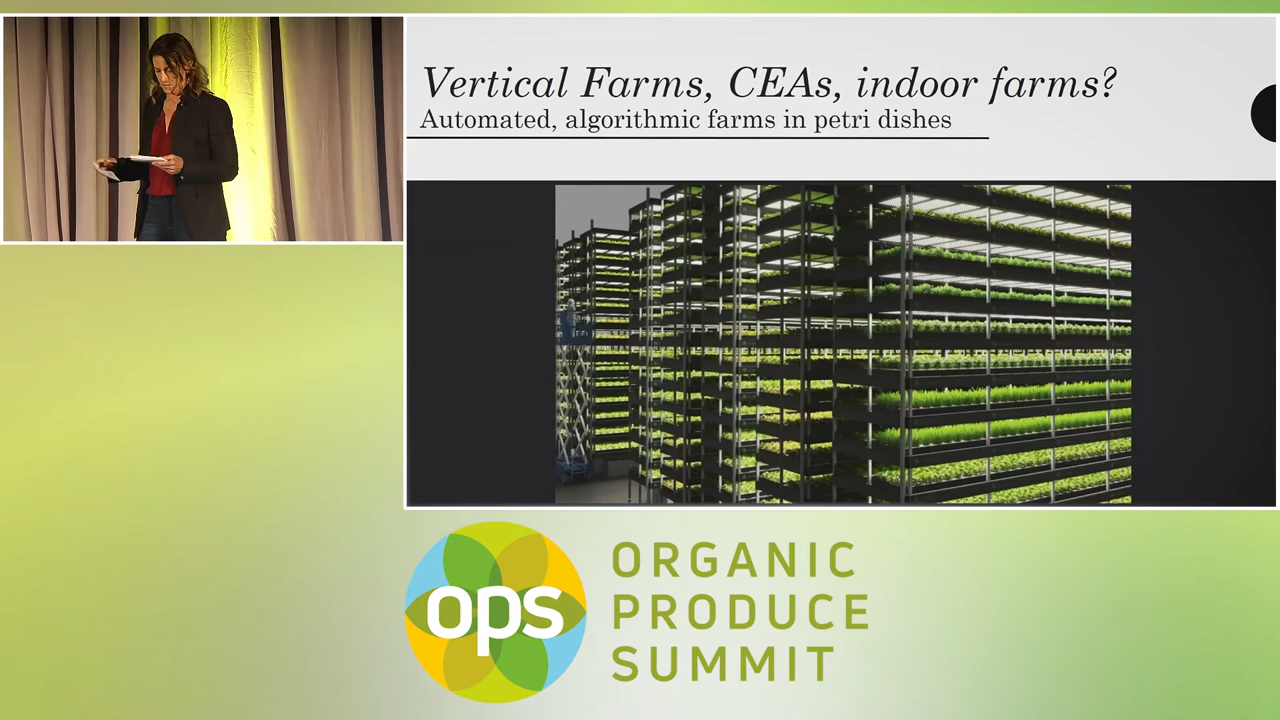 Vertical Farms, CEAs, indoor farms?
Automated, algorithmic farms in petri dishes
ops
ORGANIC
PRODUCE
SUMMIT